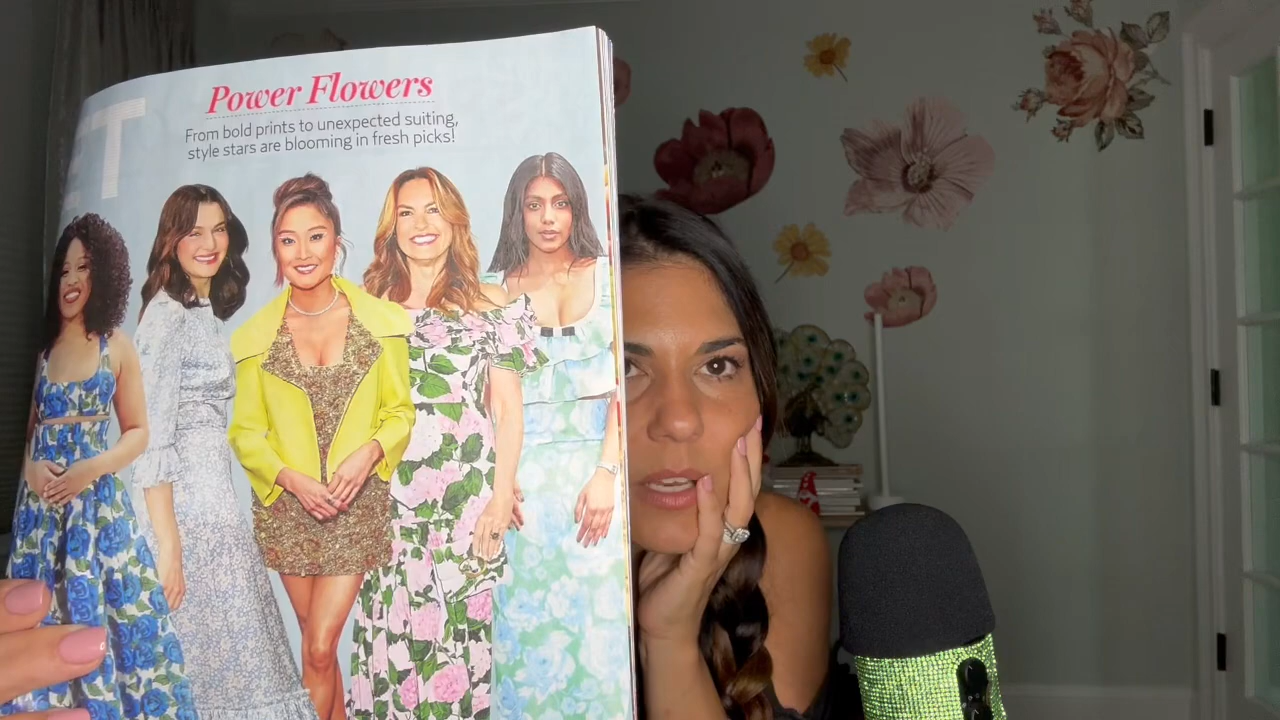 T
Power Flowers
From bold prints to unexpected suiting,
style stars are blooming in fresh picks!